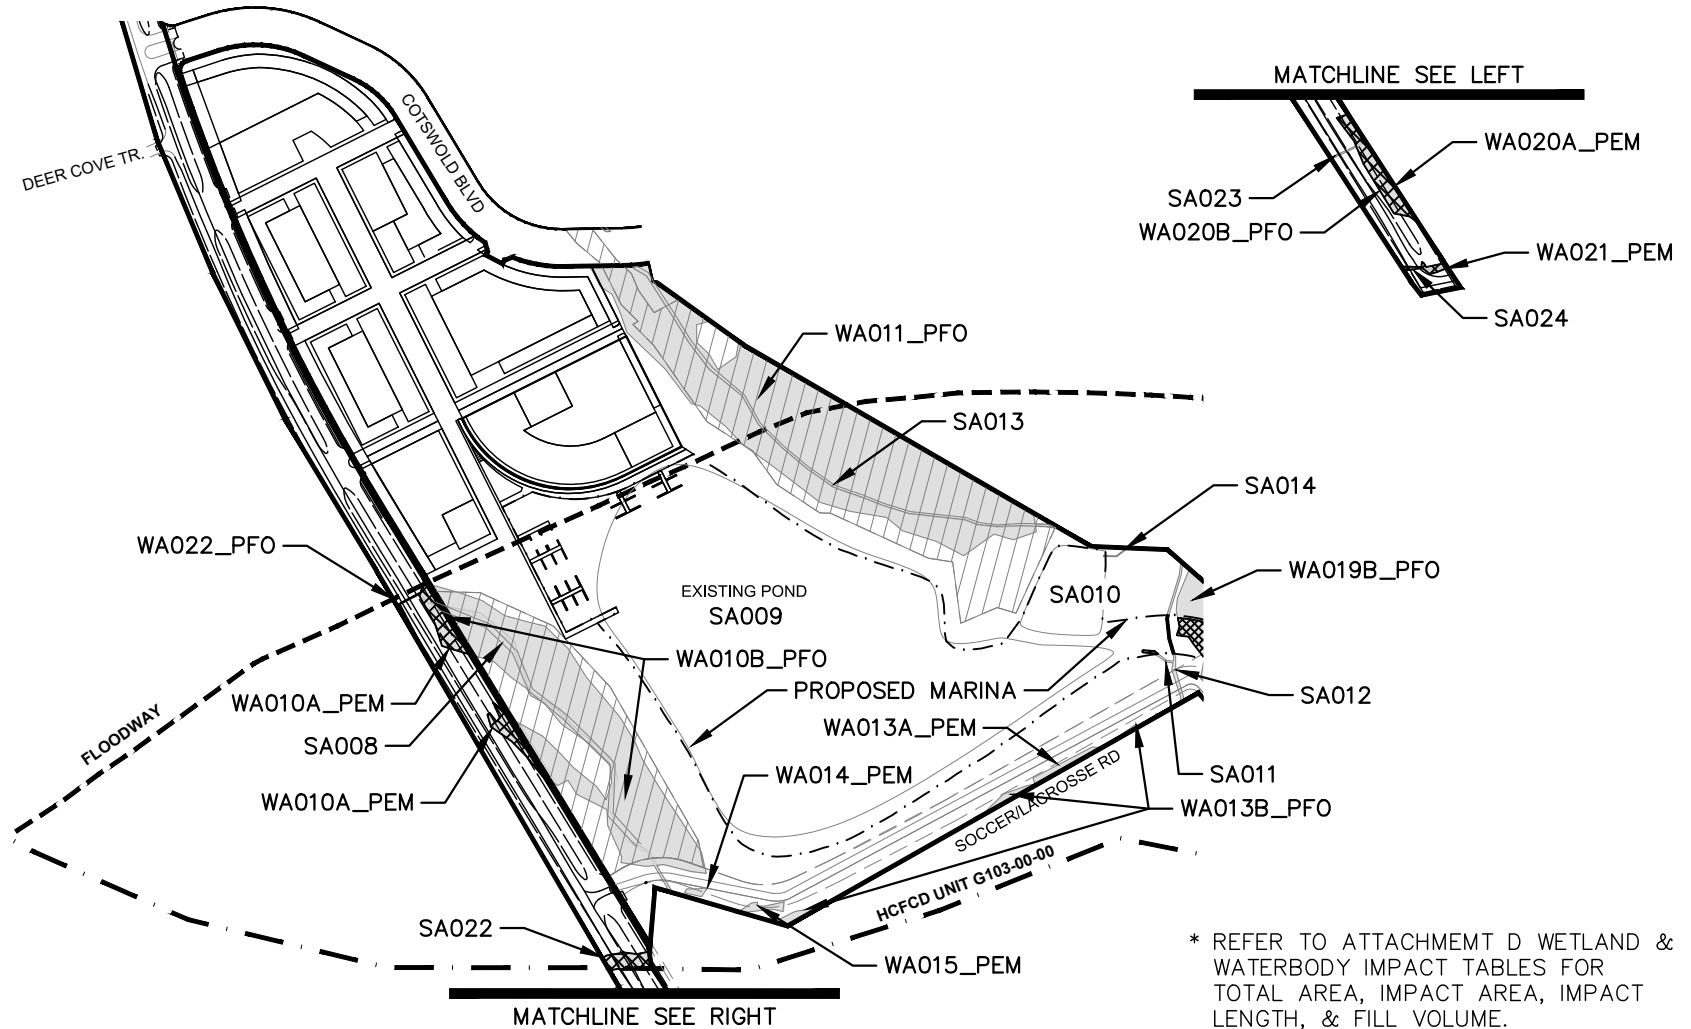 MATCHLINE SEE LEFT
COTSWOLD BLVD
WA020A_PEM
DEER COVE TR.
SA023
WA020B_PFO
WA021_PEM
SA024
WA011_PFO
SA013
SA014
WA022_PFO
WA019B_PFO
EXISTING POND
SA009
SA010
WA010B_PFO
PROPOSED MARINA
SA012
WA010A_PEM
FLOODWAY
WA013A_PEM
SA008
SOCCER/LACROSSE RD
SA011
WA014_PEM
WA010A_PEM
WA013B_PFO
HCFCD UNIT G103-00-00
SA022
WA015_PEM
MATCHLINE SEE RIGHT
* REFER TO ATTACHMEMT D WETLAND &
WATERBODY IMPACT TABLES FOR
TOTAL AREA, IMPACT AREA, IMPACT
LENGTH, & FILL VOLUME.